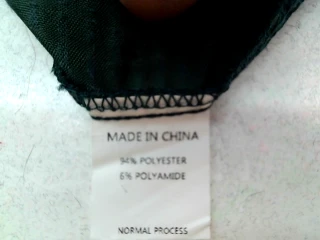 MADE IN CHINA
94% POLYESTER
6% POLYAMIDE
NORMAL PROCESS